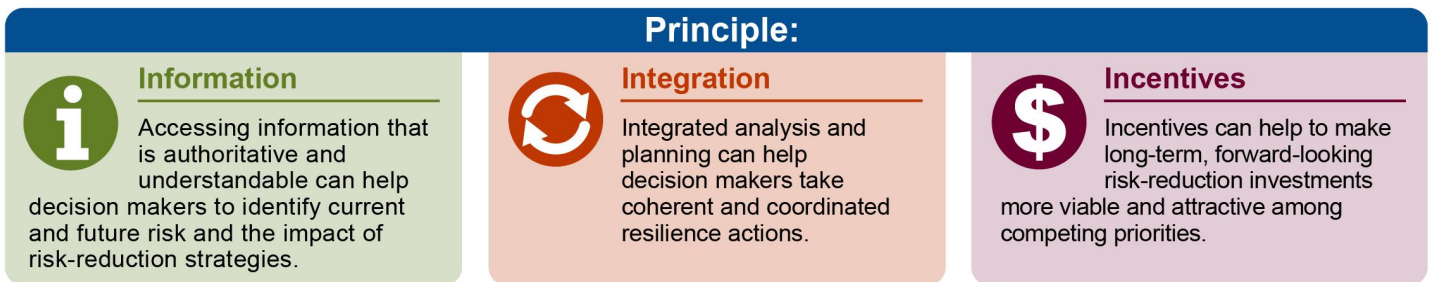 Principle:
Information
Accessing information that
is authoritative and
understandable can help
decision makers to identify current
and future risk and the impact of
risk-reduction strategies.
Integration
Integrated analysis and
planning can help
decision makers take
coherent and coordinated
resilience actions.
$
Incentives
Incentives can help to make
long-term, forward-looking
risk-reduction investments
more viable and attractive among
competing priorities.